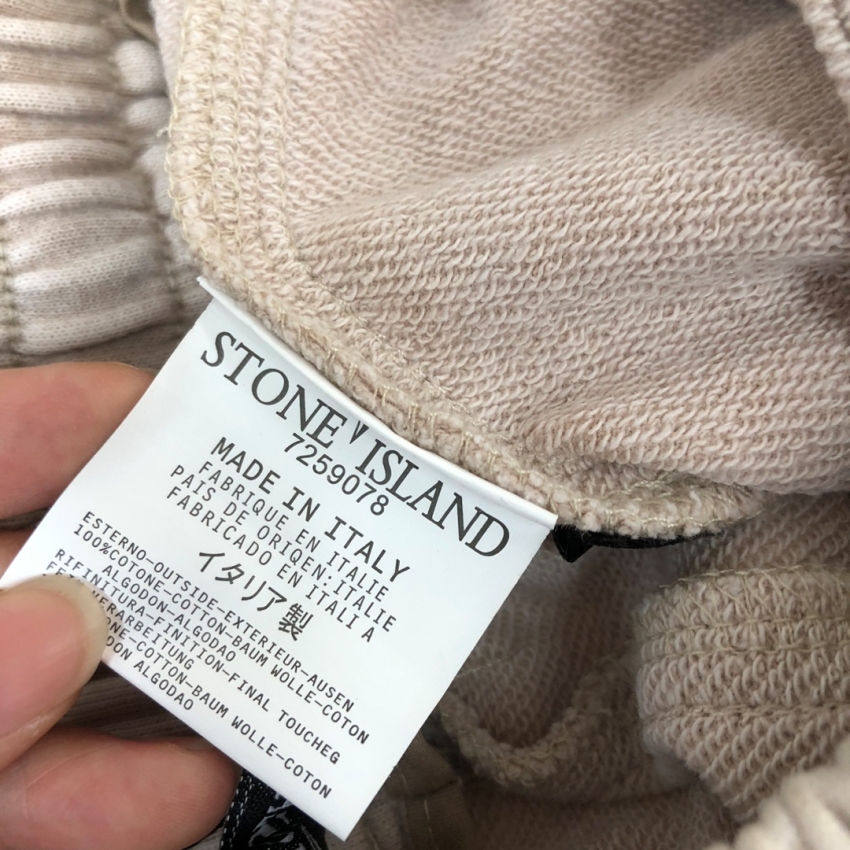 STONE ISLAND
7259078
MADE IN ITALY
FABRIQUE EN ITALIE
PAIS DE ORIGEN:ITALIE
FABRICADO EN ITALI A
イタリア製
ESTERNO-OUTSIDE-EXTERIEUR-AUSEN
100%COTONE-COTTON-BAUM WOLLE-COTON
ALGODON-ALGODAO
RIFINITURA-FINITION-FINAL TOUCHEG
VERARBEITUNG
COTTON-BAUM WOLLE-COTON
ALGODAO